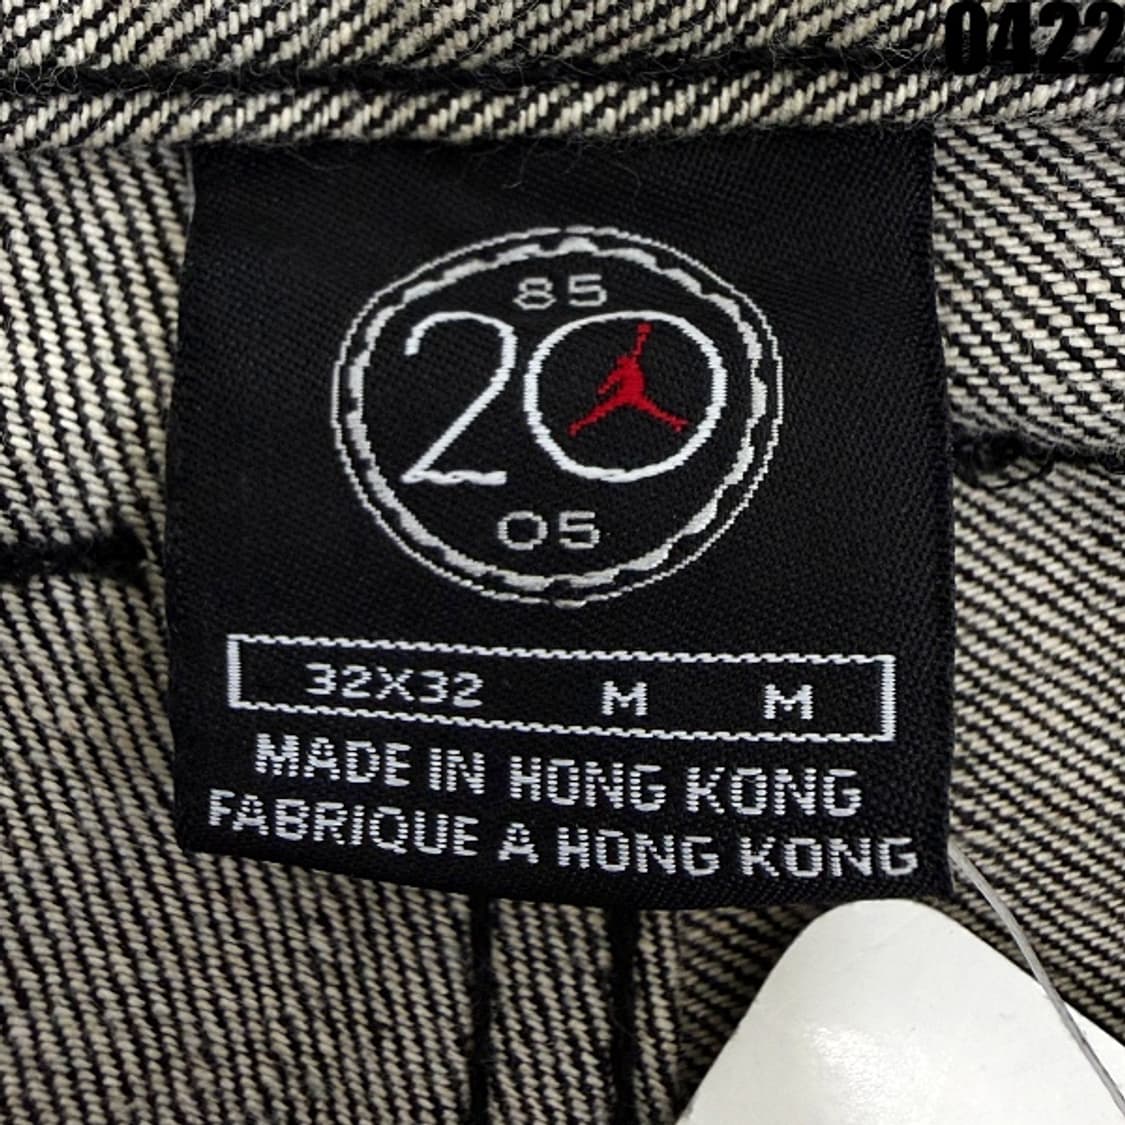 0422
85
20
05
32X32 M M
MADE IN HONG KONG
FABRIQUE A HONG KONG